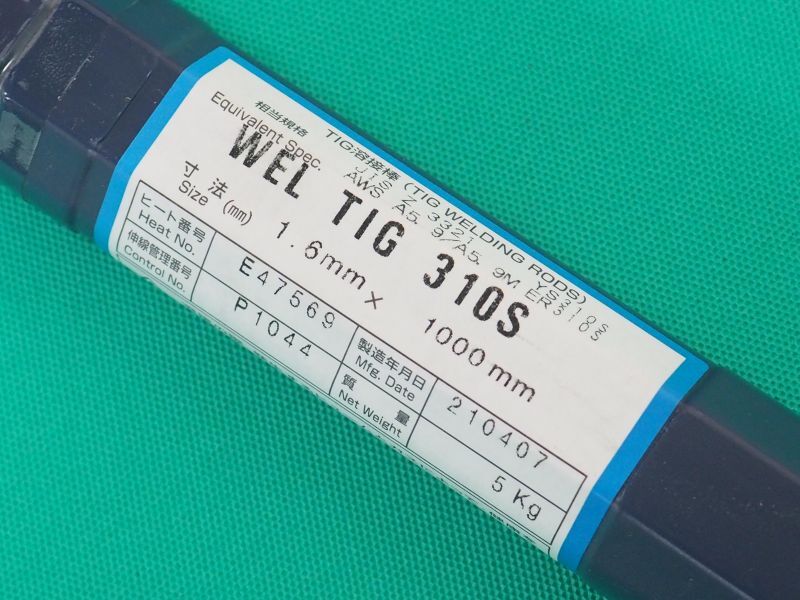 TIG溶接棒 (TIG WELDING RODS)
相当規格 JIS Z 3321 YS310S
Equivalent Spec. AWS A5.9/A5.9M ER310S
WEL TIG 310S
寸法 1.6mm × 1000mm
Size (mm)
ヒート番号 E47569 製造年月日 210407
Heat No. Mfg. Date
伸線管理番号 P1044 質量 5Kg
Control No. Net Weight